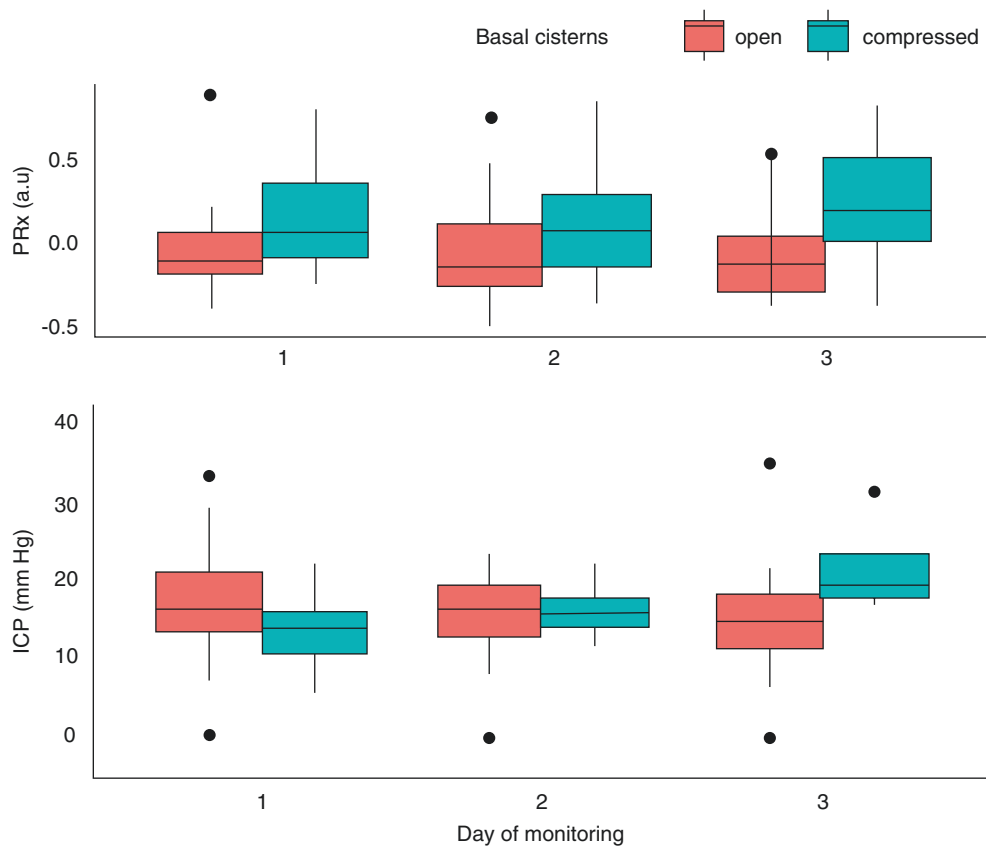 Basal cisterns open compressed
PRx (a.u)
0.5
0.0
-0.5
1 2 3
ICP (mm Hg)
40
30
20
10
0
1 2 3
Day of monitoring